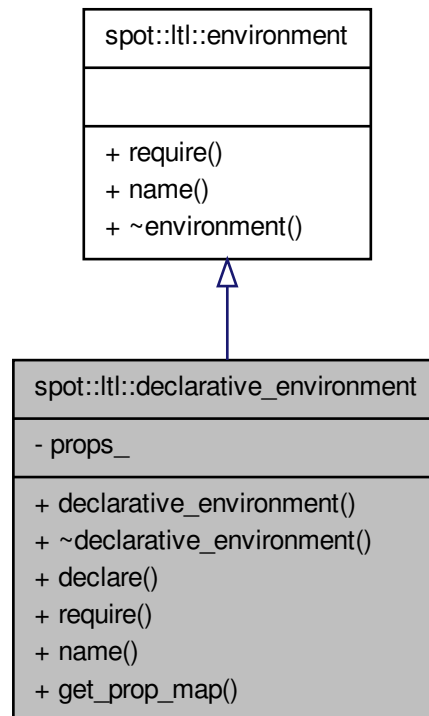 spot::ltl::environment
+ require()
+ name()
+ ~environment()
spot::ltl::declarative_environment
- props_
+ declarative_environment()
+ ~declarative_environment()
+ declare()
+ require()
+ name()
+ get_prop_map()